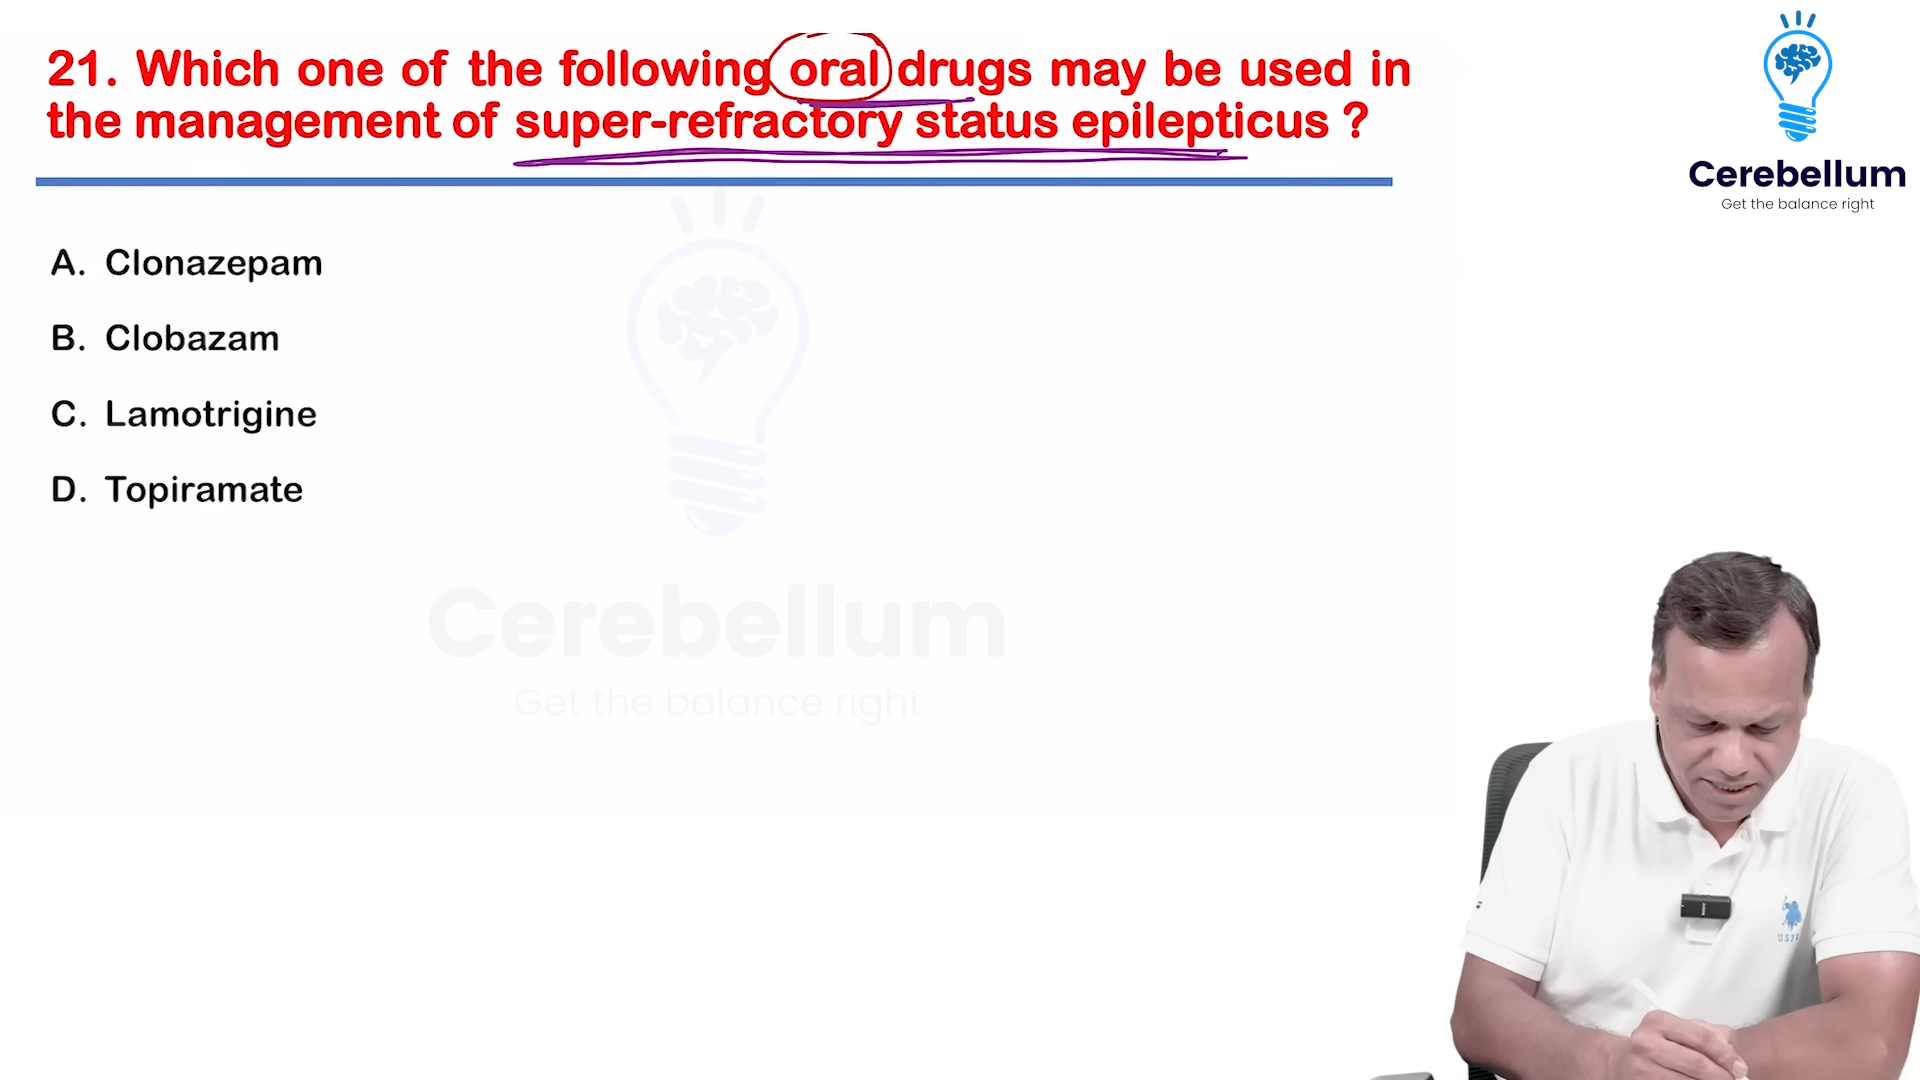 21. Which one of the following oral drugs may be used in
the management of super-refractory status epilepticus ?
Cerebellum
Get the balance right
A. Clonazepam
B. Clobazam
C. Lamotrigine
D. Topiramate
Cerebellum
Get the balance right